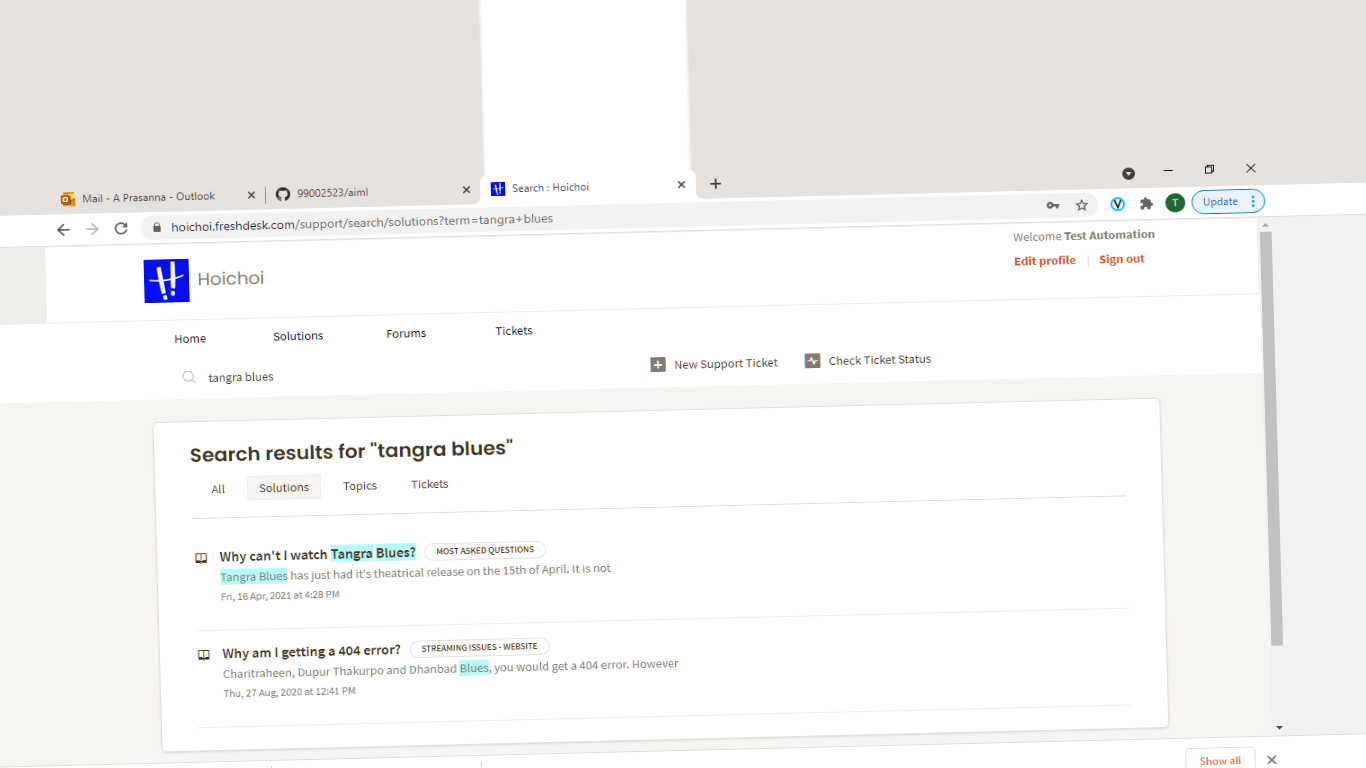 Mail - A Prasanna - Outlook
99002523/aiml
Search : Hoichoi
hoichoi.freshdesk.com/support/search/solutions?term=tangra+blues
V
T
Update
Welcome Test Automation
Edit profile | Sign out
Hoichoi
Home
Solutions
Forums
Tickets
tangra blues
New Support Ticket
Check Ticket Status
Search results for "tangra blues"
All
Solutions
Topics
Tickets
Why can't I watch Tangra Blues? MOST ASKED QUESTIONS
Tangra Blues has just had it's theatrical release on the 15th of April. It is not
Fri, 16 Apr, 2021 at 4:28 PM
Why am I getting a 404 error? STREAMING ISSUES - WEBSITE
Charitraheen, Dupur Thakurpo and Dhanbad Blues, you would get a 404 error. However
Thu, 27 Aug, 2020 at 12:41 PM
Show all